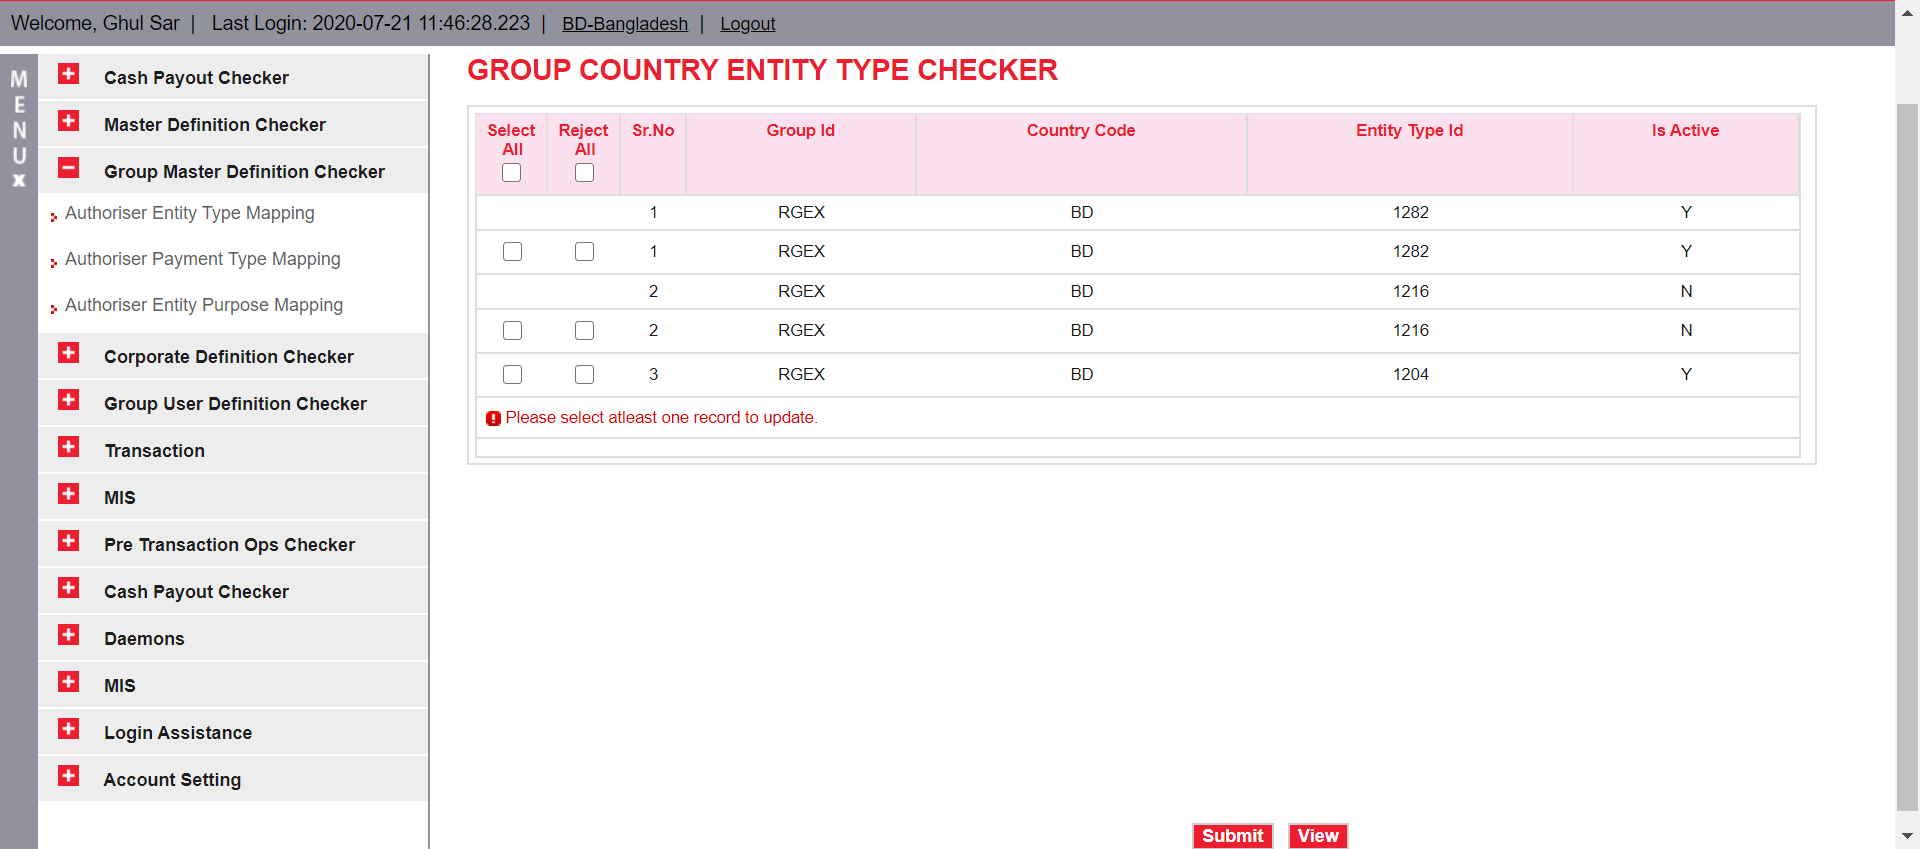 Welcome, Ghul Sar | Last Login: 2020-07-21 11:46:28.223 | BD-Bangladesh | Logout
MENU x
Cash Payout Checker
Master Definition Checker
Group Master Definition Checker
Authoriser Entity Type Mapping
Authoriser Payment Type Mapping
Authoriser Entity Purpose Mapping
Corporate Definition Checker
Group User Definition Checker
Transaction
MIS
Pre Transaction Ops Checker
Cash Payout Checker
Daemons
MIS
Login Assistance
Account Setting
GROUP COUNTRY ENTITY TYPE CHECKER
Select All Reject All Sr.No Group Id Country Code Entity Type Id Is Active
1 RGEX BD 1282 Y
1 RGEX BD 1282 Y
2 RGEX BD 1216 N
2 RGEX BD 1216 N
3 RGEX BD 1204 Y
Please select atleast one record to update.
Submit View